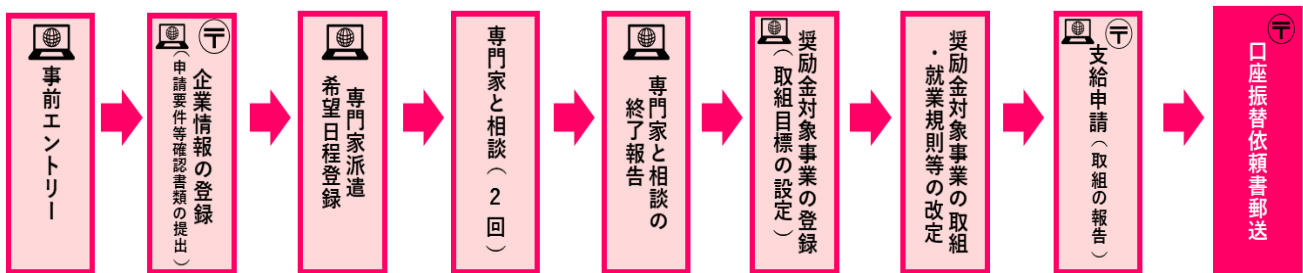 事前エントリー
〒
企業情報の登録
（申請要件等確認書類の提出）
専門家派遣
希望日程登録
専門家と相談（2回）
専門家と相談の
終了報告
奨励金対象事業の登録
（取組目標の設定）
奨励金対象事業の取組
・就業規則等の改定
〒
支給申請（取組の報告）
〒
口座振替依頼書郵送